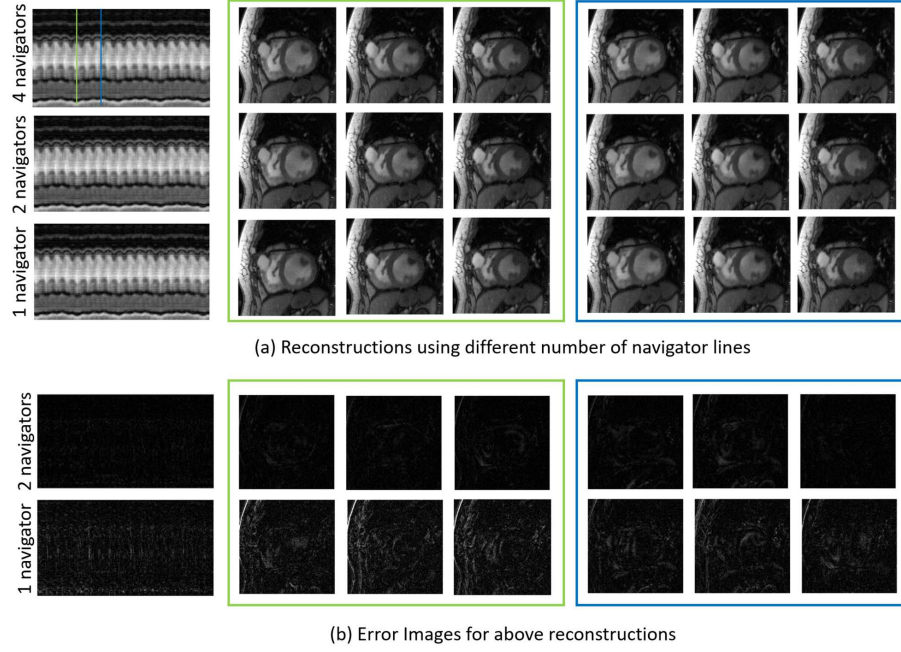 4 navigators
2 navigators
1 navigator
(a) Reconstructions using different number of navigator lines
2 navigators
1 navigator
(b) Error Images for above reconstructions